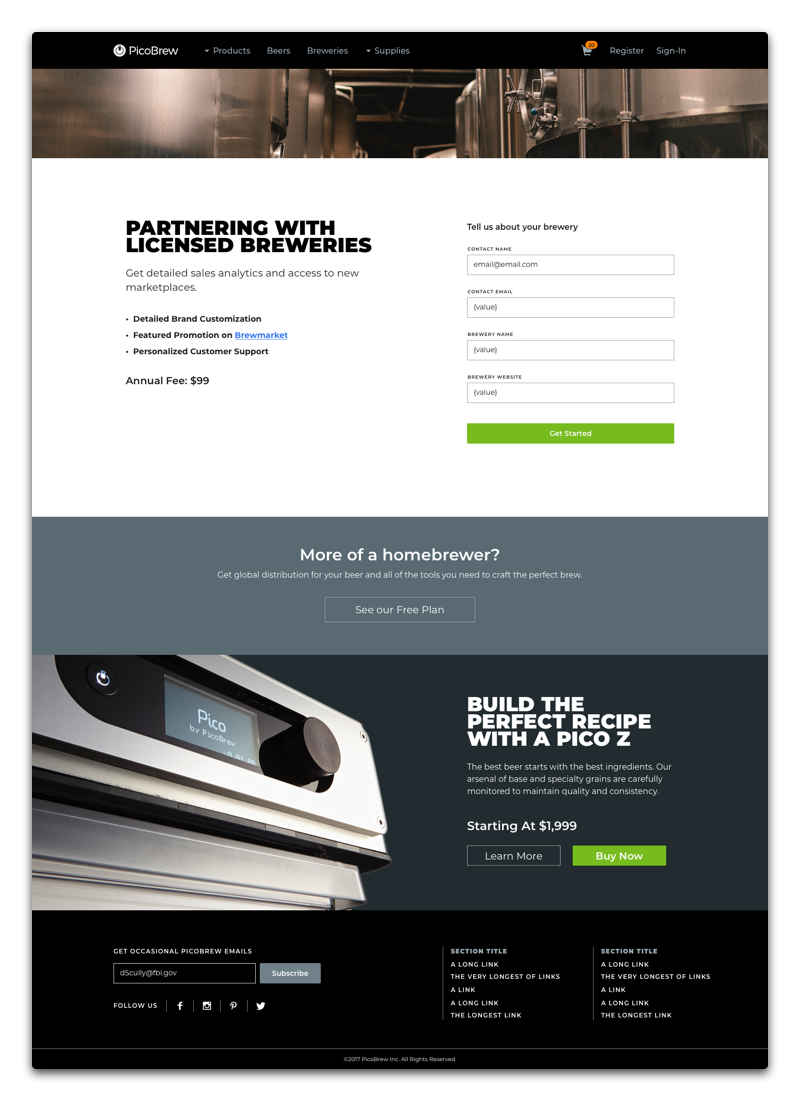 PicoBrew Products Beers Breweries Supplies 20 Register Sign-In
PARTNERING WITH
LICENSED BREWERIES
Get detailed sales analytics and access to new
marketplaces.
• Detailed Brand Customization
• Featured Promotion on Brewmarket
• Personalized Customer Support
Annual Fee: $99
Tell us about your brewery
CONTACT NAME
email@email.com
CONTACT EMAIL
{value}
BREWERY NAME
{value}
BREWERY WEBSITE
{value}
Get Started
More of a homebrewer?
Get global distribution for your beer and all of the tools you need to craft the perfect brew.
See our Free Plan
Pico
by PicoBrew
BUILD THE
PERFECT RECIPE
WITH A PICO Z
The best beer starts with the best ingredients. Our
arsenal of base and specialty grains are carefully
monitored to maintain quality and consistency.
Starting At $1,999
Learn More Buy Now
GET OCCASIONAL PICOBREW EMAILS
dScully@fbi.gov Subscribe
FOLLOW US
SECTION TITLE
A LONG LINK
THE VERY LONGEST OF LINKS
A LINK
A LONG LINK
THE LONGEST LINK
SECTION TITLE
A LONG LINK
THE VERY LONGEST OF LINKS
A LINK
A LONG LINK
THE LONGEST LINK
©2017 PicoBrew Inc. All Rights Reserved.